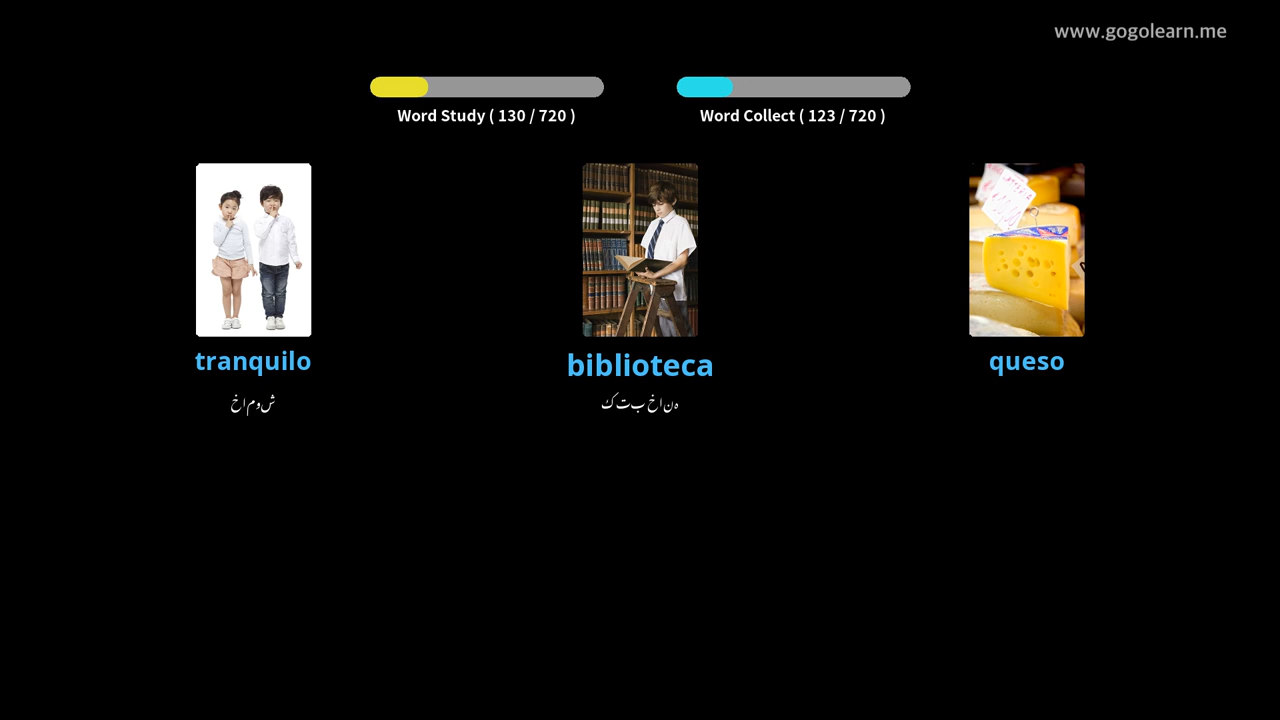 www.gogolearn.me
Word Study ( 130 / 720 )
Word Collect ( 123 / 720 )
tranquilo
خاموش
biblioteca
کتب خانہ
queso